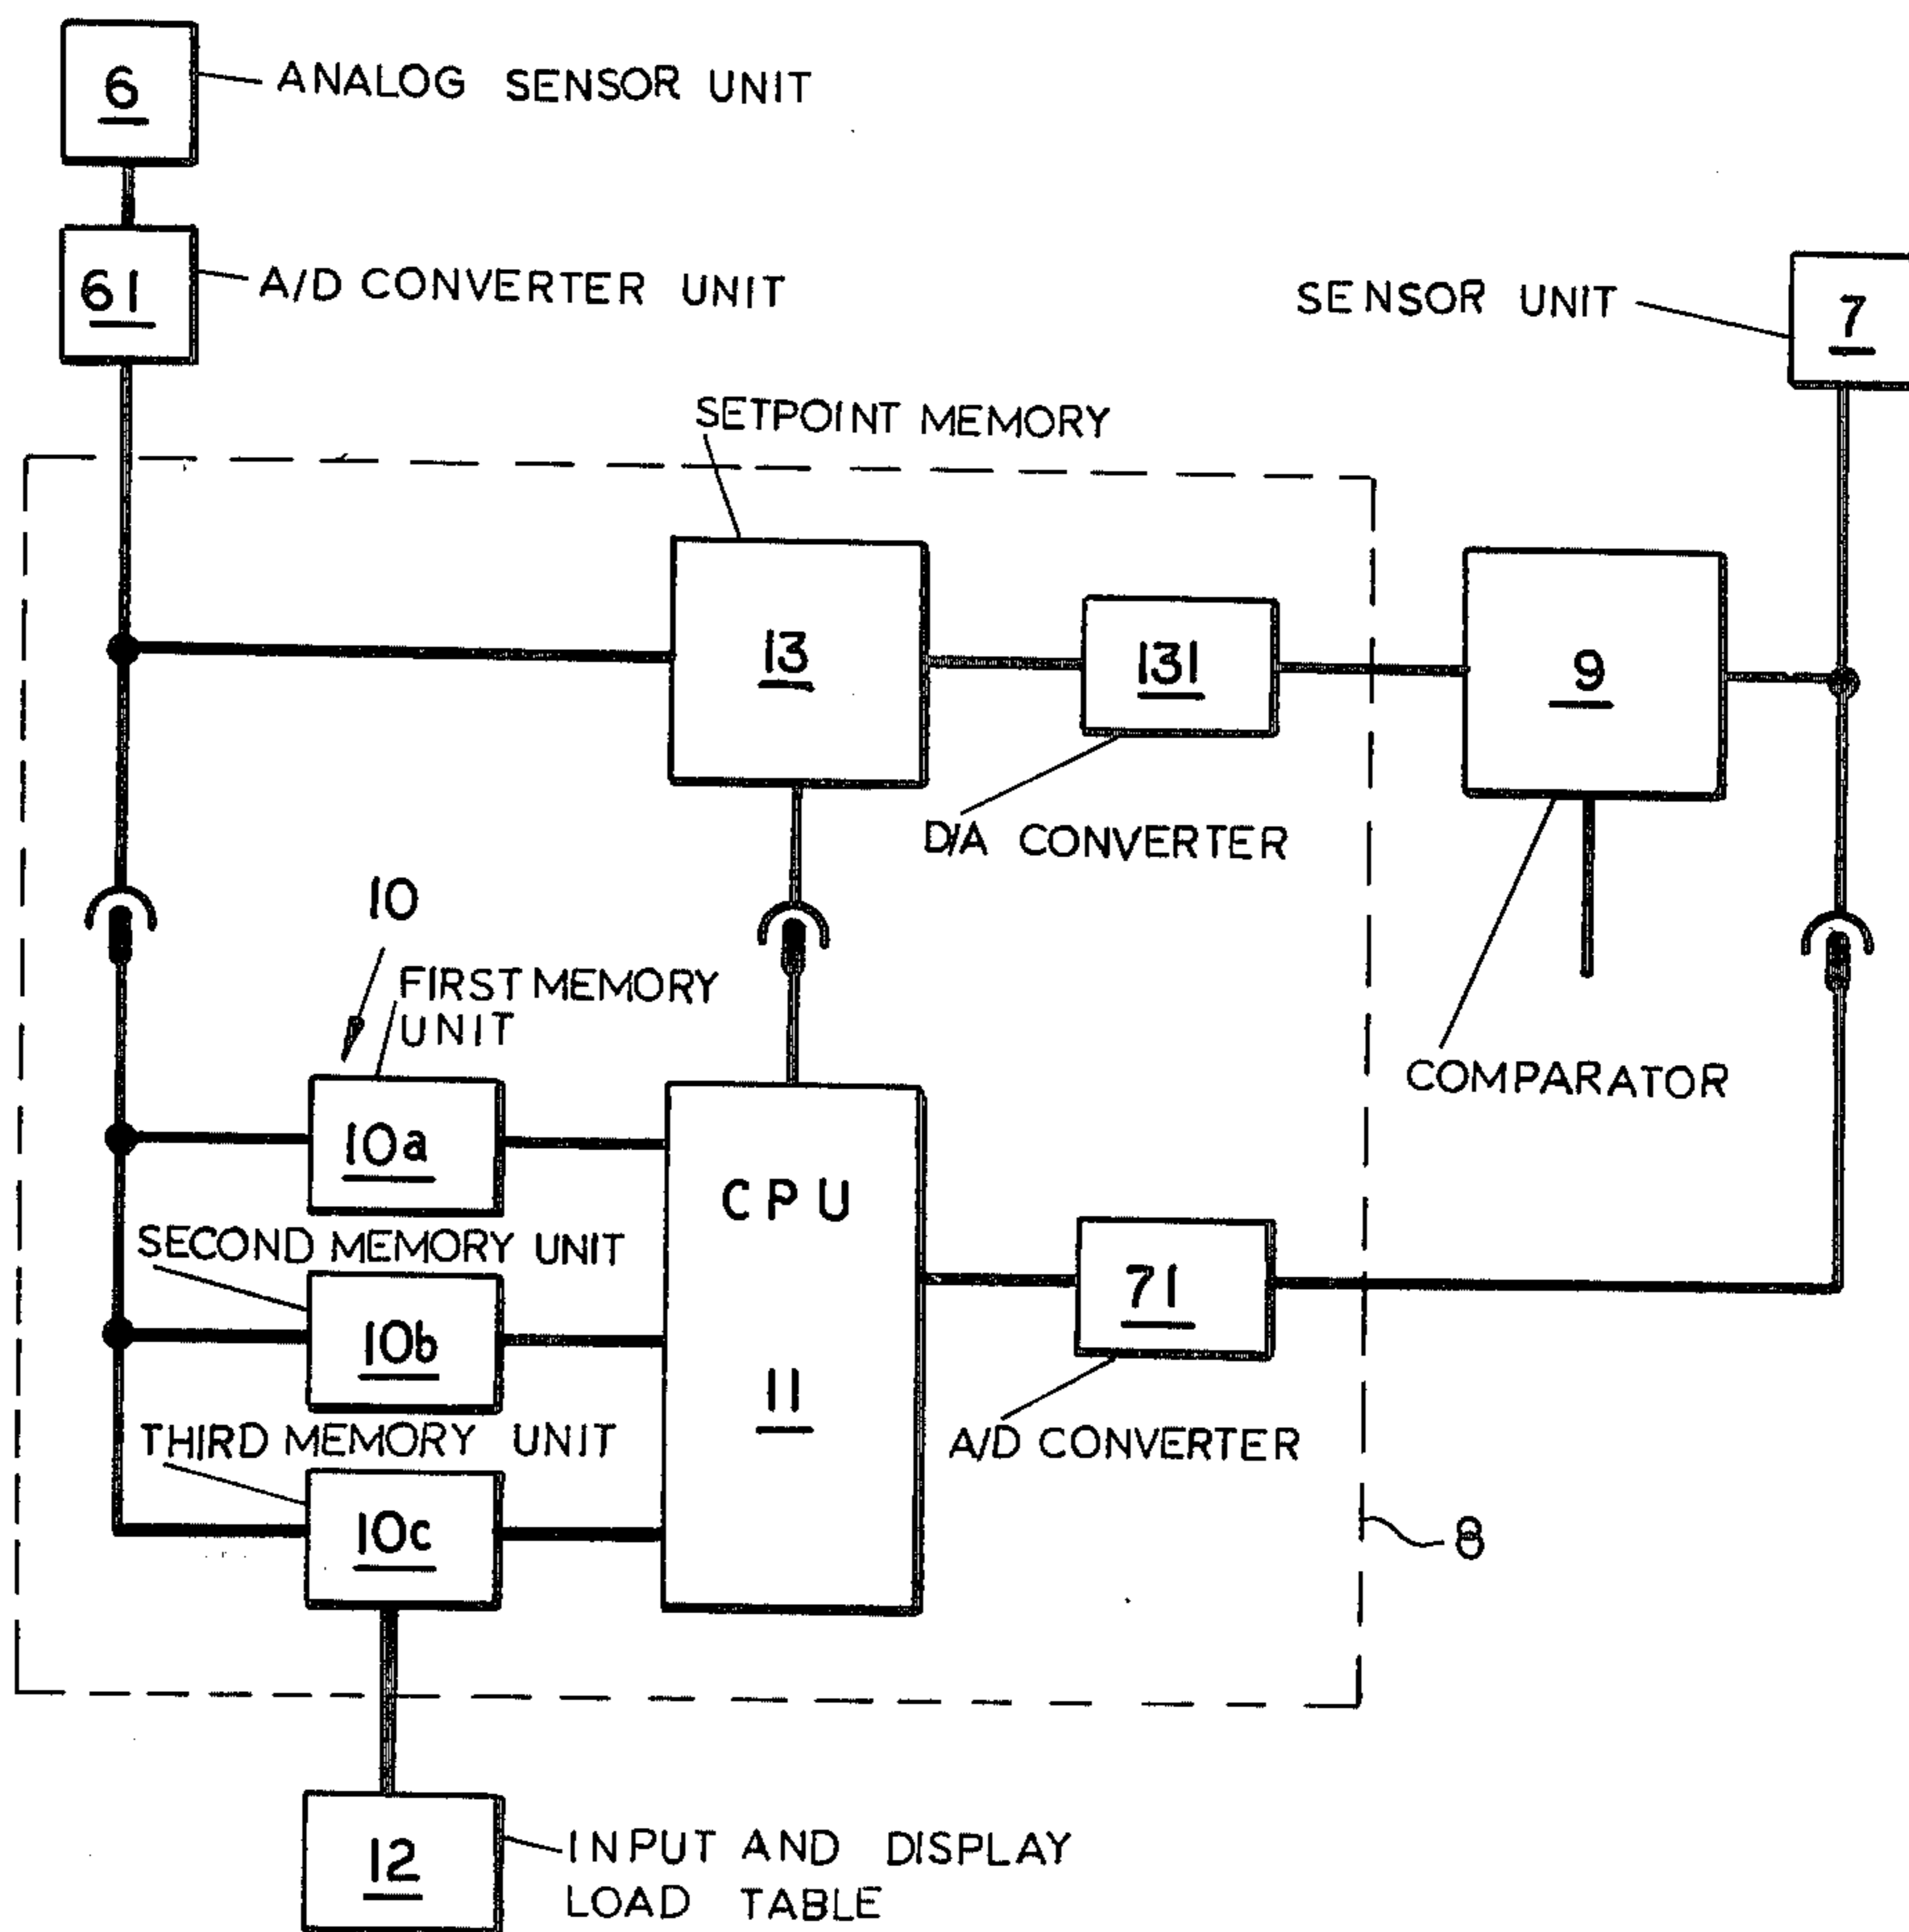 6
ANALOG SENSOR UNIT
61
A/D CONVERTER UNIT
SENSOR UNIT
7
SETPOINT MEMORY
13
131
9
D/A CONVERTER
10
FIRST MEMORY
UNIT
COMPARATOR
10a
CPU
SECOND MEMORY UNIT
71
10b
11
THIRD MEMORY UNIT
A/D CONVERTER
10c
8
12
INPUT AND DISPLAY
LOAD TABLE